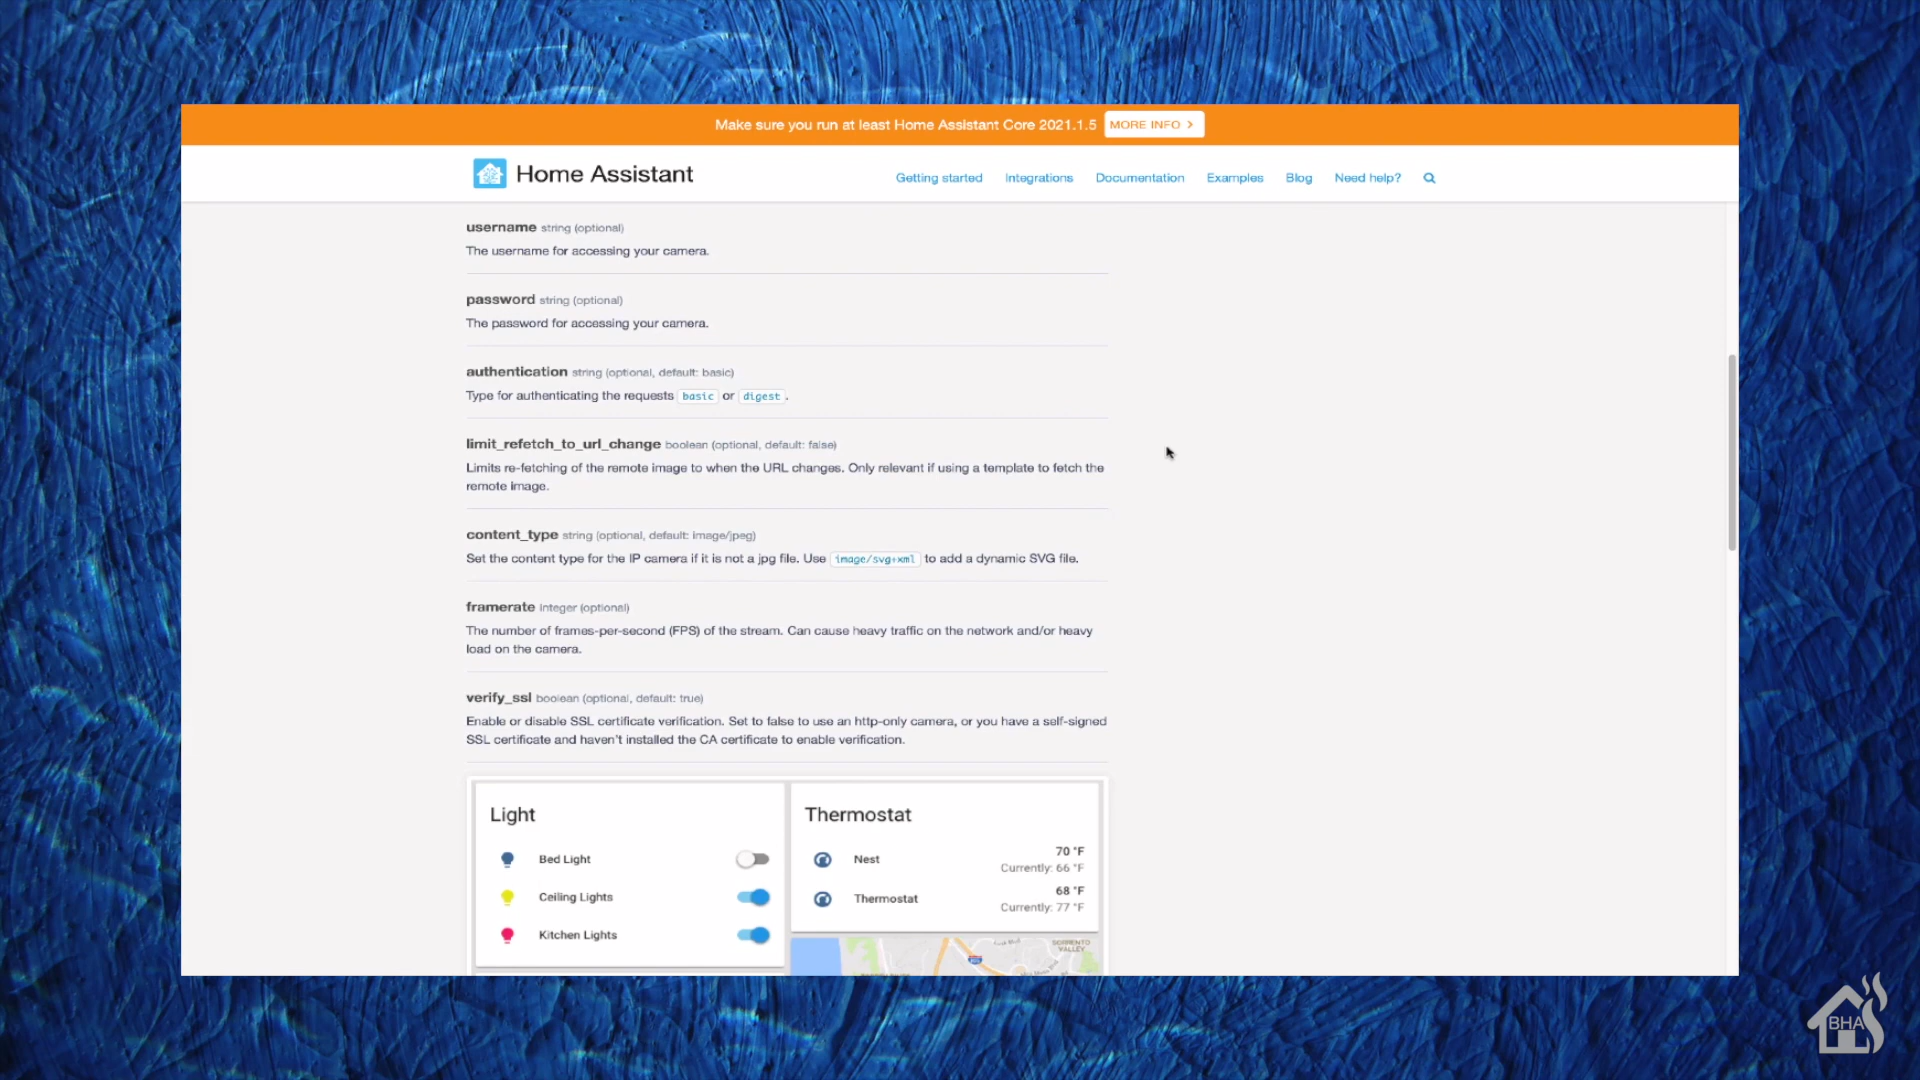 Make sure you run at least Home Assistant Core 2021.1.5 MORE INFO >
Home Assistant
Getting started Integrations Documentation Examples Blog Need help?
username string (optional)
The username for accessing your camera.
password string (optional)
The password for accessing your camera.
authentication string (optional, default: basic)
Type for authenticating the requests basic or digest.
limit_refetch_to_url_change boolean (optional, default: false)
Limits re-fetching of the remote image to when the URL changes. Only relevant if using a template to fetch the
remote image.
content_type string (optional, default: image/jpeg)
Set the content type for the IP camera if it is not a jpg file. Use image/svg+xml to add a dynamic SVG file.
framerate integer (optional)
The number of frames-per-second (FPS) of the stream. Can cause heavy traffic on the network and/or heavy
load on the camera.
verify_ssl boolean (optional, default: true)
Enable or disable SSL certificate verification. Set to false to use an http-only camera, or you have a self-signed
SSL certificate and haven't installed the CA certificate to enable verification.
Light
Bed Light
Ceiling Lights
Kitchen Lights
Thermostat
Nest
70 °F
Currently: 66 °F
Thermostat
68 °F
Currently: 77 °F
SORRENTO
VALLEY
BHA